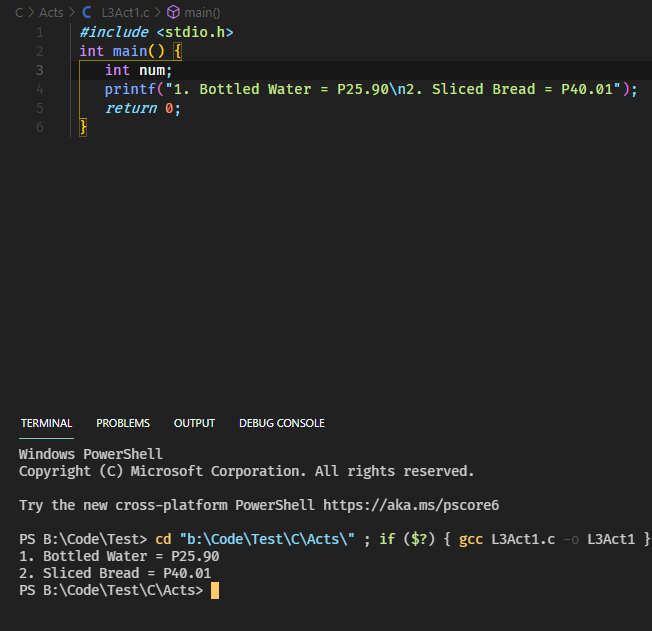 C > Acts > C L3Act1.c > main()
1 #include <stdio.h>
2 int main() {
3 int num;
4 printf("1. Bottled Water = P25.90\n2. Sliced Bread = P40.01");
5 return 0;
6 }
TERMINAL PROBLEMS OUTPUT DEBUG CONSOLE
Windows PowerShell
Copyright (C) Microsoft Corporation. All rights reserved.
Try the new cross-platform PowerShell https://aka.ms/pscore6
PS B:\Code\Test> cd "b:\Code\Test\C\Acts\" ; if ($?) { gcc L3Act1.c -o L3Act1 }
1. Bottled Water = P25.90
2. Sliced Bread = P40.01
PS B:\Code\Test\C\Acts>